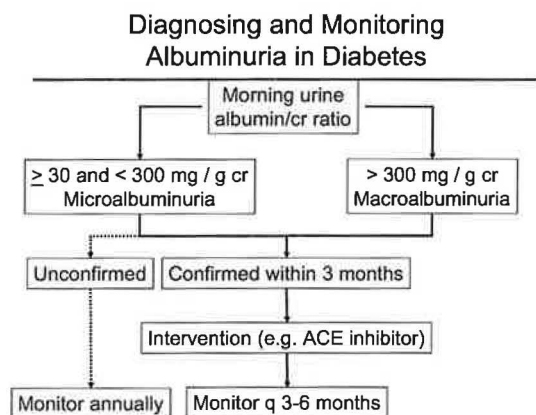 Diagnosing and Monitoring
Albuminuria in Diabetes
Morning urine
albumin/cr ratio
≥ 30 and < 300 mg / g cr
Microalbuminuria
> 300 mg / g cr
Macroalbuminuria
Unconfirmed
Confirmed within 3 months
Intervention (e.g. ACE inhibitor)
Monitor annually
Monitor q 3-6 months